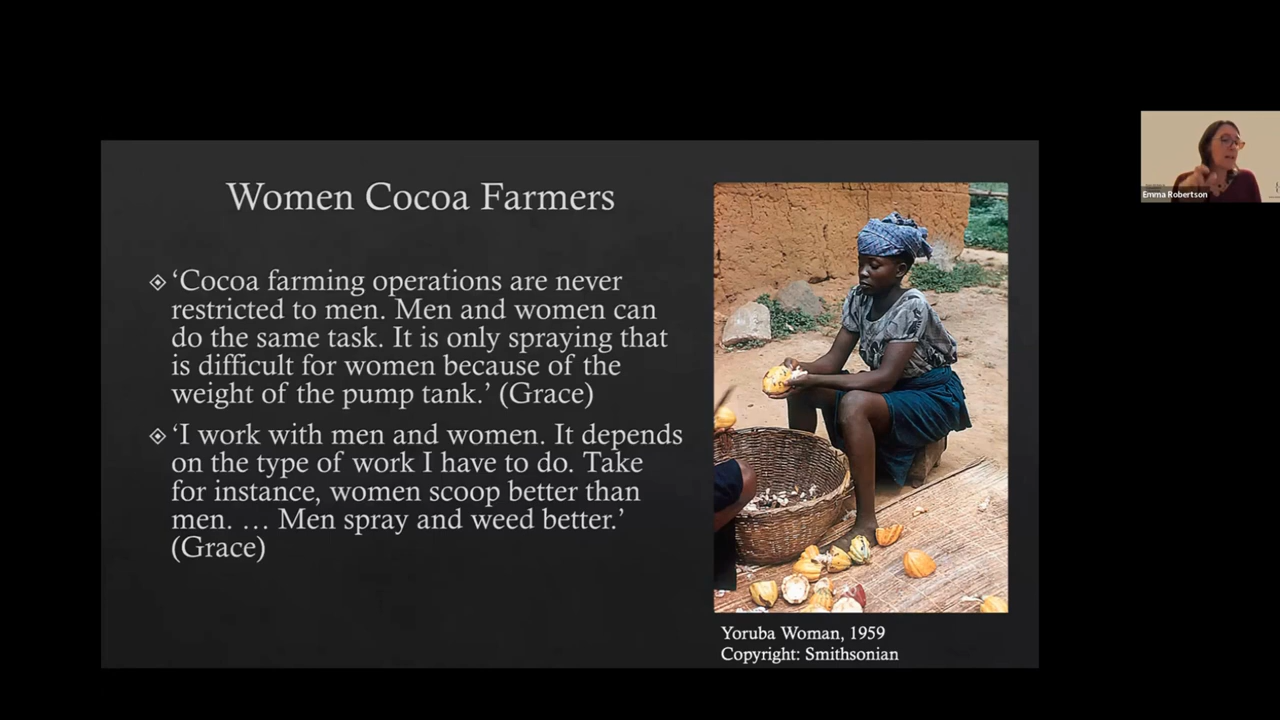 Women Cocoa Farmers
‘Cocoa farming operations are never
restricted to men. Men and women can
do the same task. It is only spraying that
is difficult for women because of the
weight of the pump tank.’ (Grace)
‘I work with men and women. It depends
on the type of work I have to do. Take
for instance, women scoop better than
men. … Men spray and weed better.’
(Grace)
Yoruba Woman, 1959
Copyright: Smithsonian
Emma Robertson